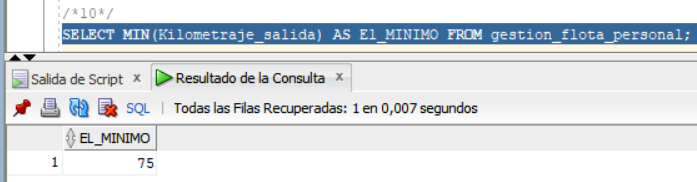 /*10*/
SELECT MIN(Kilometraje_salida) AS El_MINIMO FROM gestion_flota_personal;
Salida de Script x Resultado de la Consulta x
SQL | Todas las Filas Recuperadas: 1 en 0,007 segundos
EL_MINIMO
1 75